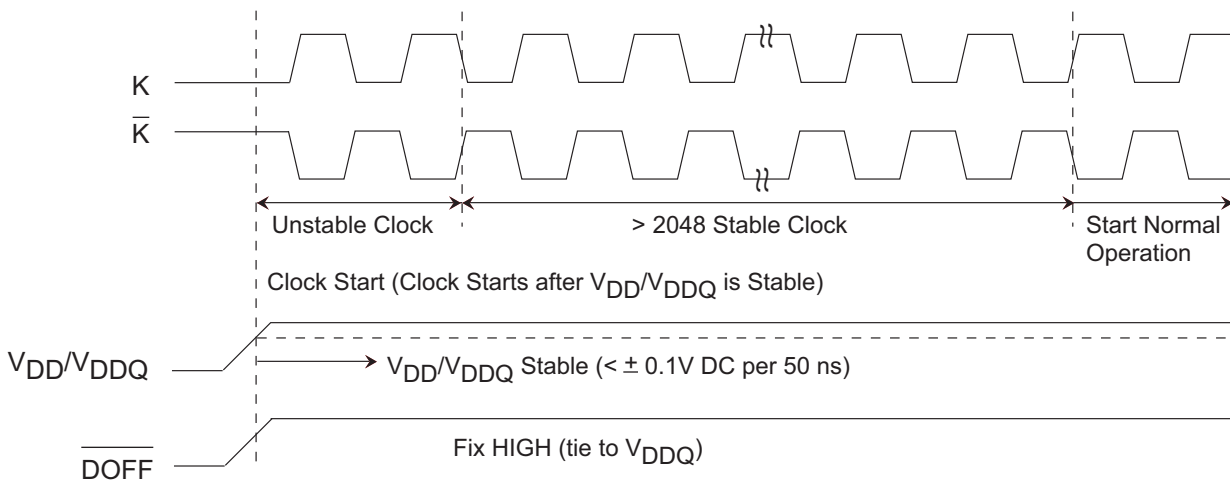 K
K̅
Unstable Clock
> 2048 Stable Clock
Start Normal
Operation
Clock Start (Clock Starts after VDD/VDDQ is Stable)
VDD/VDDQ
VDD/VDDQ Stable (< ± 0.1V DC per 50 ns)
D̅O̅F̅F̅
Fix HIGH (tie to VDDQ)